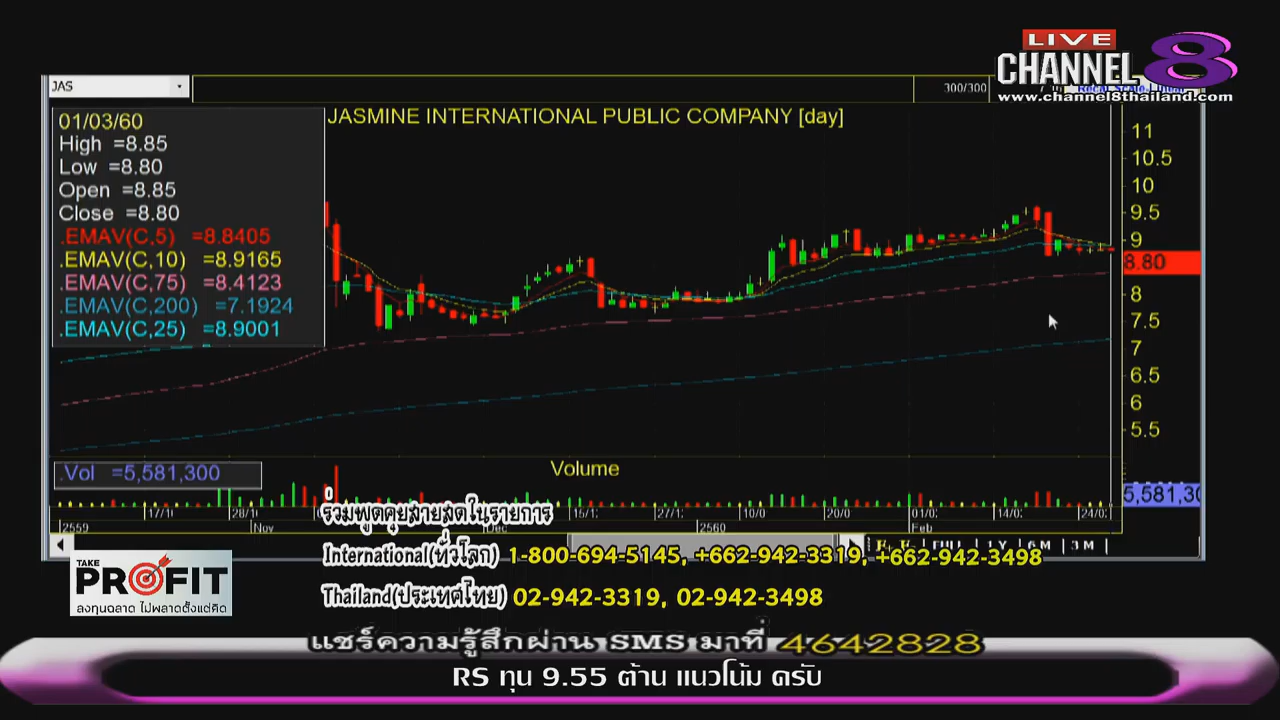 LIVE
CHANNEL 8
www.channel8thailand.com
JAS
300/300
JASMINE INTERNATIONAL PUBLIC COMPANY [day]
01/03/60
High =8.85
Low =8.80
Open =8.85
Close =8.80
.EMAV(C,5) =8.8405
.EMAV(C,10) =8.9165
.EMAV(C,75) =8.4123
.EMAV(C,200) =7.1924
.EMAV(C,25) =8.9001
11
10.5
10
9.5
9
8.80
8
7.5
7
6.5
6
5.5
.Vol =5,581,300
Volume
5,581,30
17/1 28/1 15/1 27/1 10/0 20/0 01/0 14/0 24/0
2559 Nov Dec 2560 Feb
1Y 6M 3M
ร่วมพูดคุยสายสดในรายการ
International(ทั่วโลก) 1-800-694-5145, +662-942-3319, +662-942-3498
Thailand(ประเทศไทย) 02-942-3319, 02-942-3498
TAKE
PROFIT
ลงทุนฉลาด ไม่พลาดตั้งแต่คิด
แชร์ความรู้สึกผ่าน SMS มาที่ 4642828
RS ทุน 9.55 ต้าน แนวโน้ม ครับ